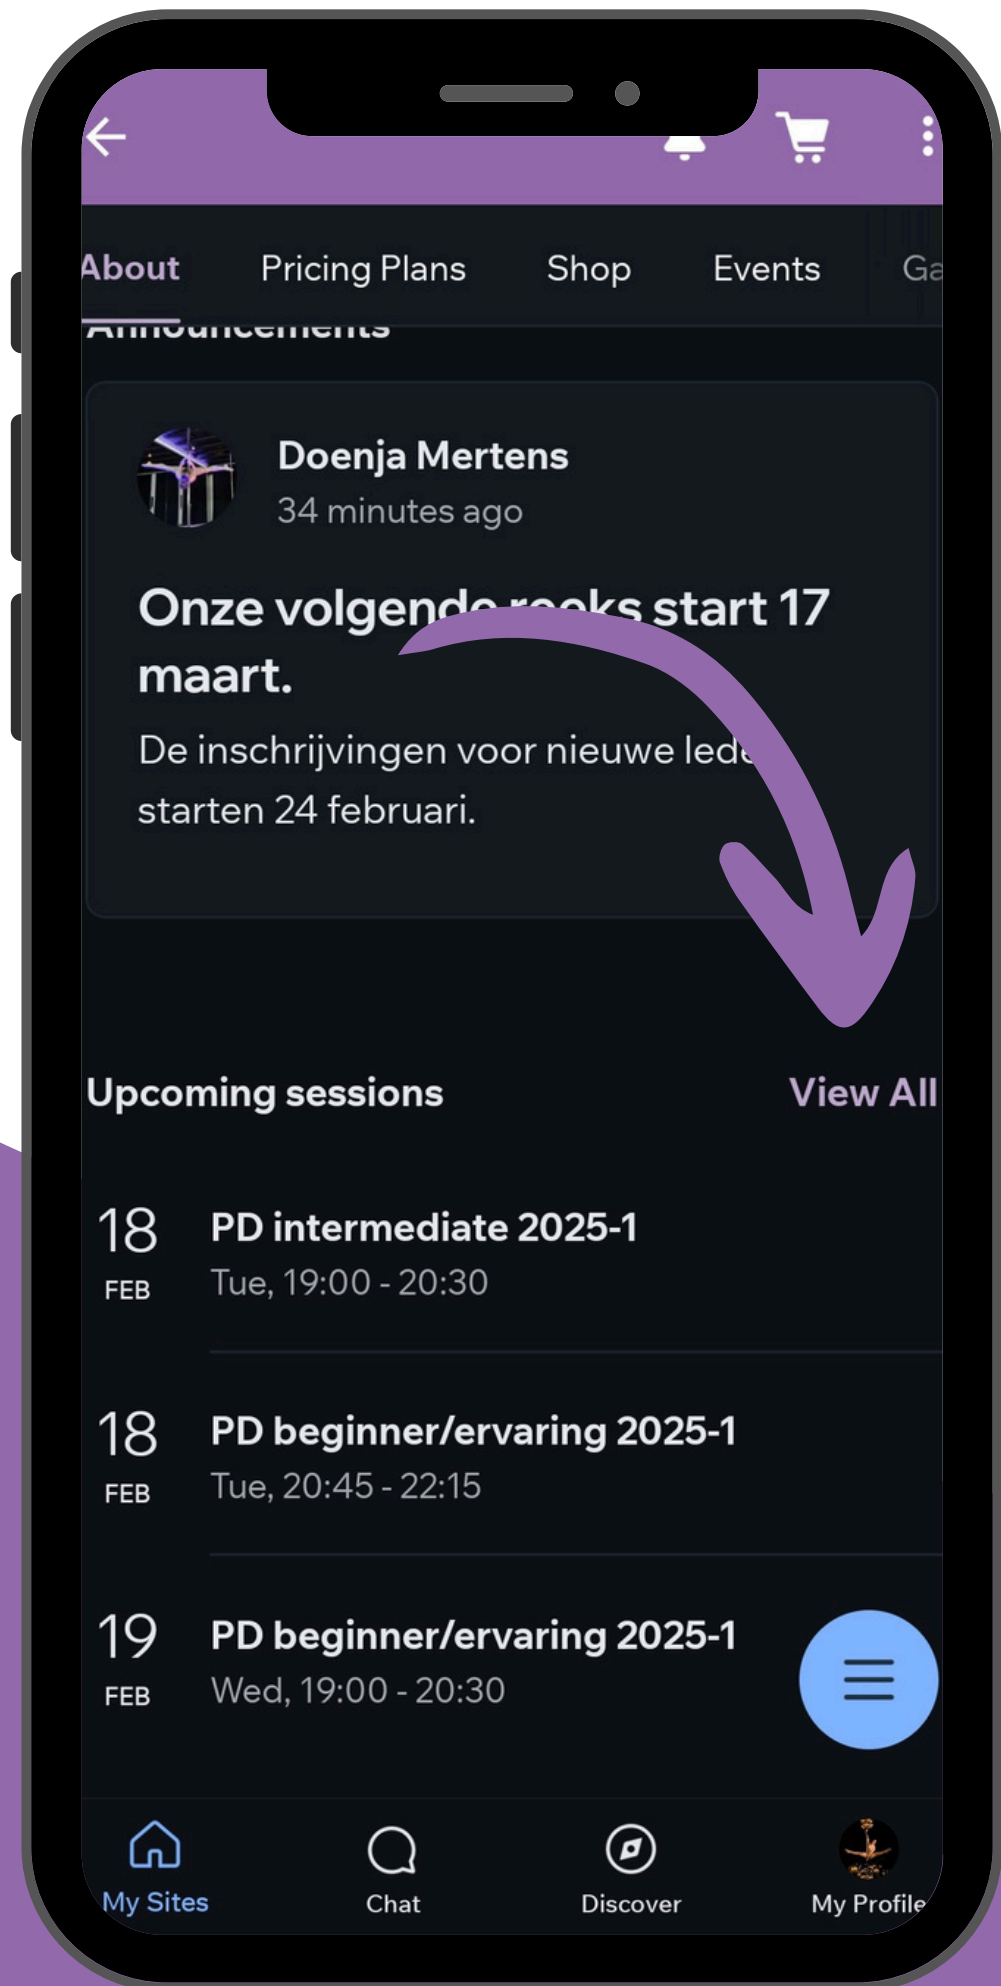 About Pricing Plans Shop Events Ga
Announcements
Doenja Mertens
34 minutes ago
Onze volgende reeks start 17
maart.
De inschrijvingen voor nieuwe lede
starten 24 februari.
Upcoming sessions View All
18 PD intermediate 2025-1
FEB Tue, 19:00 - 20:30
18 PD beginner/ervaring 2025-1
FEB Tue, 20:45 - 22:15
19 PD beginner/ervaring 2025-1
FEB Wed, 19:00 - 20:30
My Sites Chat Discover My Profile